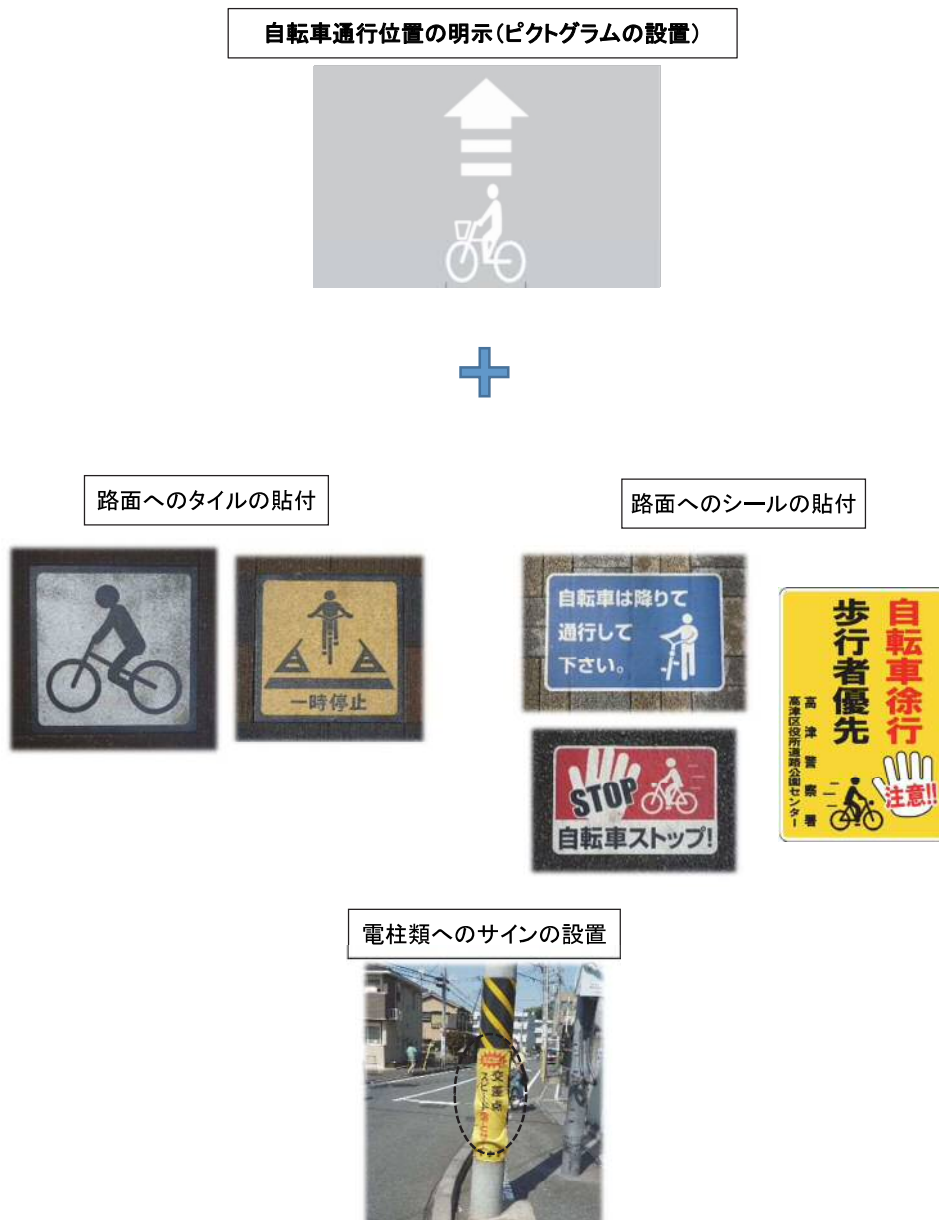 自転車通行位置の明示(ピクトグラムの設置)
路面へのタイルの貼付
路面へのシールの貼付
一時停止
自転車は降りて
通行して
下さい。
STOP
自転車ストップ!
自転車徐行
歩行者優先
高津警察署
高津区役所道路公園センター
注意!!
電柱類へのサインの設置
交差点
スピード